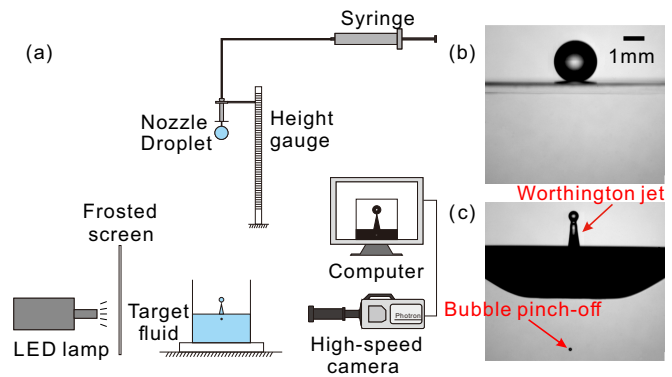 (a)
Syringe
Nozzle
Droplet
Height
gauge
Frosted
screen
LED lamp
Target
fluid
Computer
Photron
High-speed
camera
(b)
1mm
Worthington jet
(c)
Bubble pinch-off